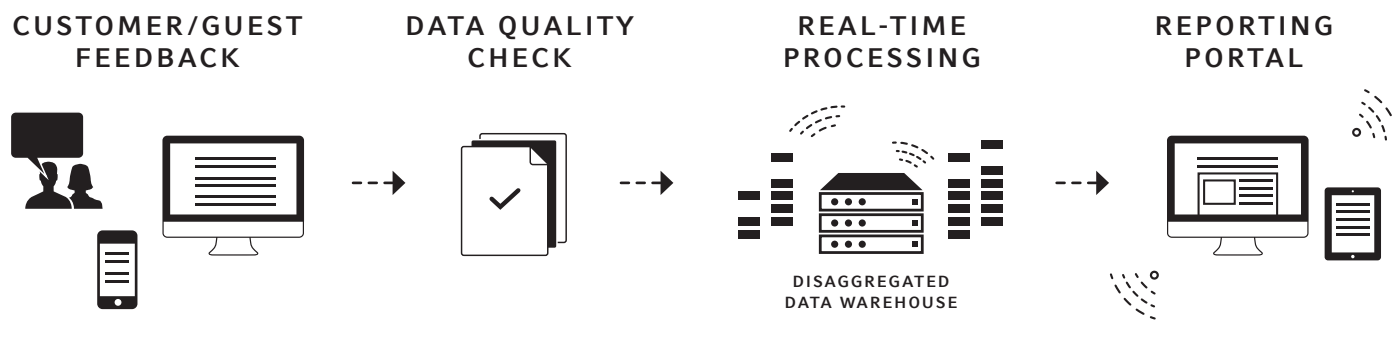 CUSTOMER/GUEST
FEEDBACK
DATA QUALITY
CHECK
REAL-TIME
PROCESSING
DISAGGREGATED
DATA WAREHOUSE
REPORTING
PORTAL